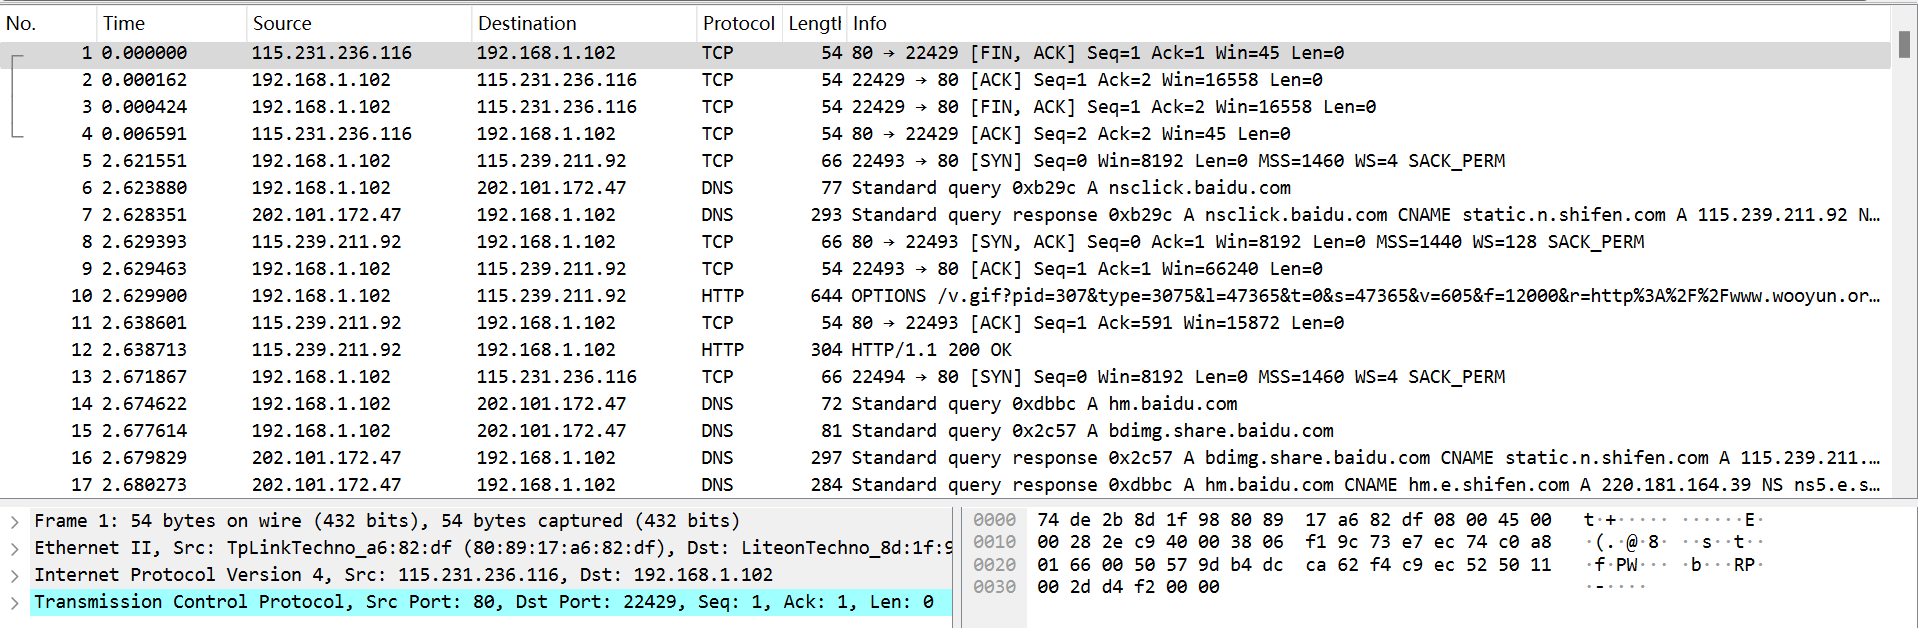 No. Time Source Destination Protocol Length Info
1 0.000000 115.231.236.116 192.168.1.102 TCP 54 80 → 22429 [FIN, ACK] Seq=1 Ack=1 Win=45 Len=0
2 0.000162 192.168.1.102 115.231.236.116 TCP 54 22429 → 80 [ACK] Seq=1 Ack=2 Win=16558 Len=0
3 0.000424 192.168.1.102 115.231.236.116 TCP 54 22429 → 80 [FIN, ACK] Seq=1 Ack=2 Win=16558 Len=0
4 0.006591 115.231.236.116 192.168.1.102 TCP 54 80 → 22429 [ACK] Seq=2 Ack=2 Win=45 Len=0
5 2.621551 192.168.1.102 115.239.211.92 TCP 66 22493 → 80 [SYN] Seq=0 Win=8192 Len=0 MSS=1460 WS=4 SACK_PERM
6 2.623880 192.168.1.102 202.101.172.47 DNS 77 Standard query 0xb29c A nsclick.baidu.com
7 2.628351 202.101.172.47 192.168.1.102 DNS 293 Standard query response 0xb29c A nsclick.baidu.com CNAME static.n.shifen.com A 115.239.211.92 N…
8 2.629393 115.239.211.92 192.168.1.102 TCP 66 80 → 22493 [SYN, ACK] Seq=0 Ack=1 Win=8192 Len=0 MSS=1440 WS=128 SACK_PERM
9 2.629463 192.168.1.102 115.239.211.92 TCP 54 22493 → 80 [ACK] Seq=1 Ack=1 Win=66240 Len=0
10 2.629900 192.168.1.102 115.239.211.92 HTTP 644 OPTIONS /v.gif?pid=307&type=3075&l=47365&t=0&s=47365&v=605&f=12000&r=http%3A%2F%2Fwww.wooyun.or…
11 2.638601 115.239.211.92 192.168.1.102 TCP 54 80 → 22493 [ACK] Seq=1 Ack=591 Win=15872 Len=0
12 2.638713 115.239.211.92 192.168.1.102 HTTP 304 HTTP/1.1 200 OK
13 2.671867 192.168.1.102 115.231.236.116 TCP 66 22494 → 80 [SYN] Seq=0 Win=8192 Len=0 MSS=1460 WS=4 SACK_PERM
14 2.674622 192.168.1.102 202.101.172.47 DNS 72 Standard query 0xdbbc A hm.baidu.com
15 2.677614 192.168.1.102 202.101.172.47 DNS 81 Standard query 0x2c57 A bdimg.share.baidu.com
16 2.679829 202.101.172.47 192.168.1.102 DNS 297 Standard query response 0x2c57 A bdimg.share.baidu.com CNAME static.n.shifen.com A 115.239.211.…
17 2.680273 202.101.172.47 192.168.1.102 DNS 284 Standard query response 0xdbbc A hm.baidu.com CNAME hm.e.shifen.com A 220.181.164.39 NS ns5.e.s…
Frame 1: 54 bytes on wire (432 bits), 54 bytes captured (432 bits)
Ethernet II, Src: TpLinkTechno_a6:82:df (80:89:17:a6:82:df), Dst: LiteonTechno_8d:1f:9
Internet Protocol Version 4, Src: 115.231.236.116, Dst: 192.168.1.102
Transmission Control Protocol, Src Port: 80, Dst Port: 22429, Seq: 1, Ack: 1, Len: 0
0000 74 de 2b 8d 1f 98 80 89 17 a6 82 df 08 00 45 00 t·+····· ······E·
0010 00 28 2e c9 40 00 38 06 f1 9c 73 e7 ec 74 c0 a8 ·(.·@·8· ··s··t··
0020 01 66 00 50 57 9d b4 dc ca 62 f4 c9 ec 52 50 11 ·f·PW··· ·b···RP·
0030 00 2d d4 f2 00 00 ·-····